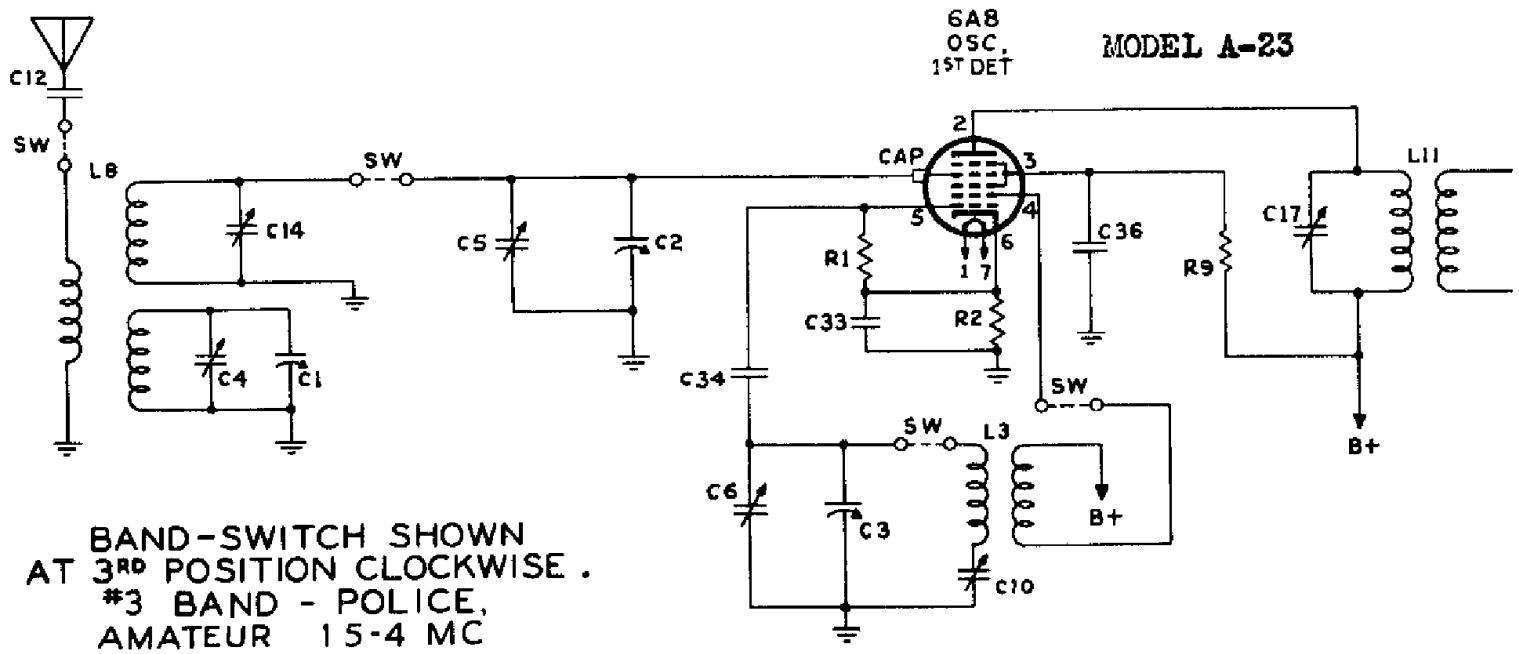 6A8
OSC,
1ST DET
MODEL A-23
C12
SW
L8
SW
C14
C5
C2
C4
C1
CAP
2
3
4
5
6
1 7
R1
C33
R2
C36
R9
C17
L11
B+
C34
SW
SW
L3
C6
C3
B+
C10
BAND-SWITCH SHOWN
AT 3RD POSITION CLOCKWISE.
#3 BAND - POLICE,
AMATEUR 15-4 MC